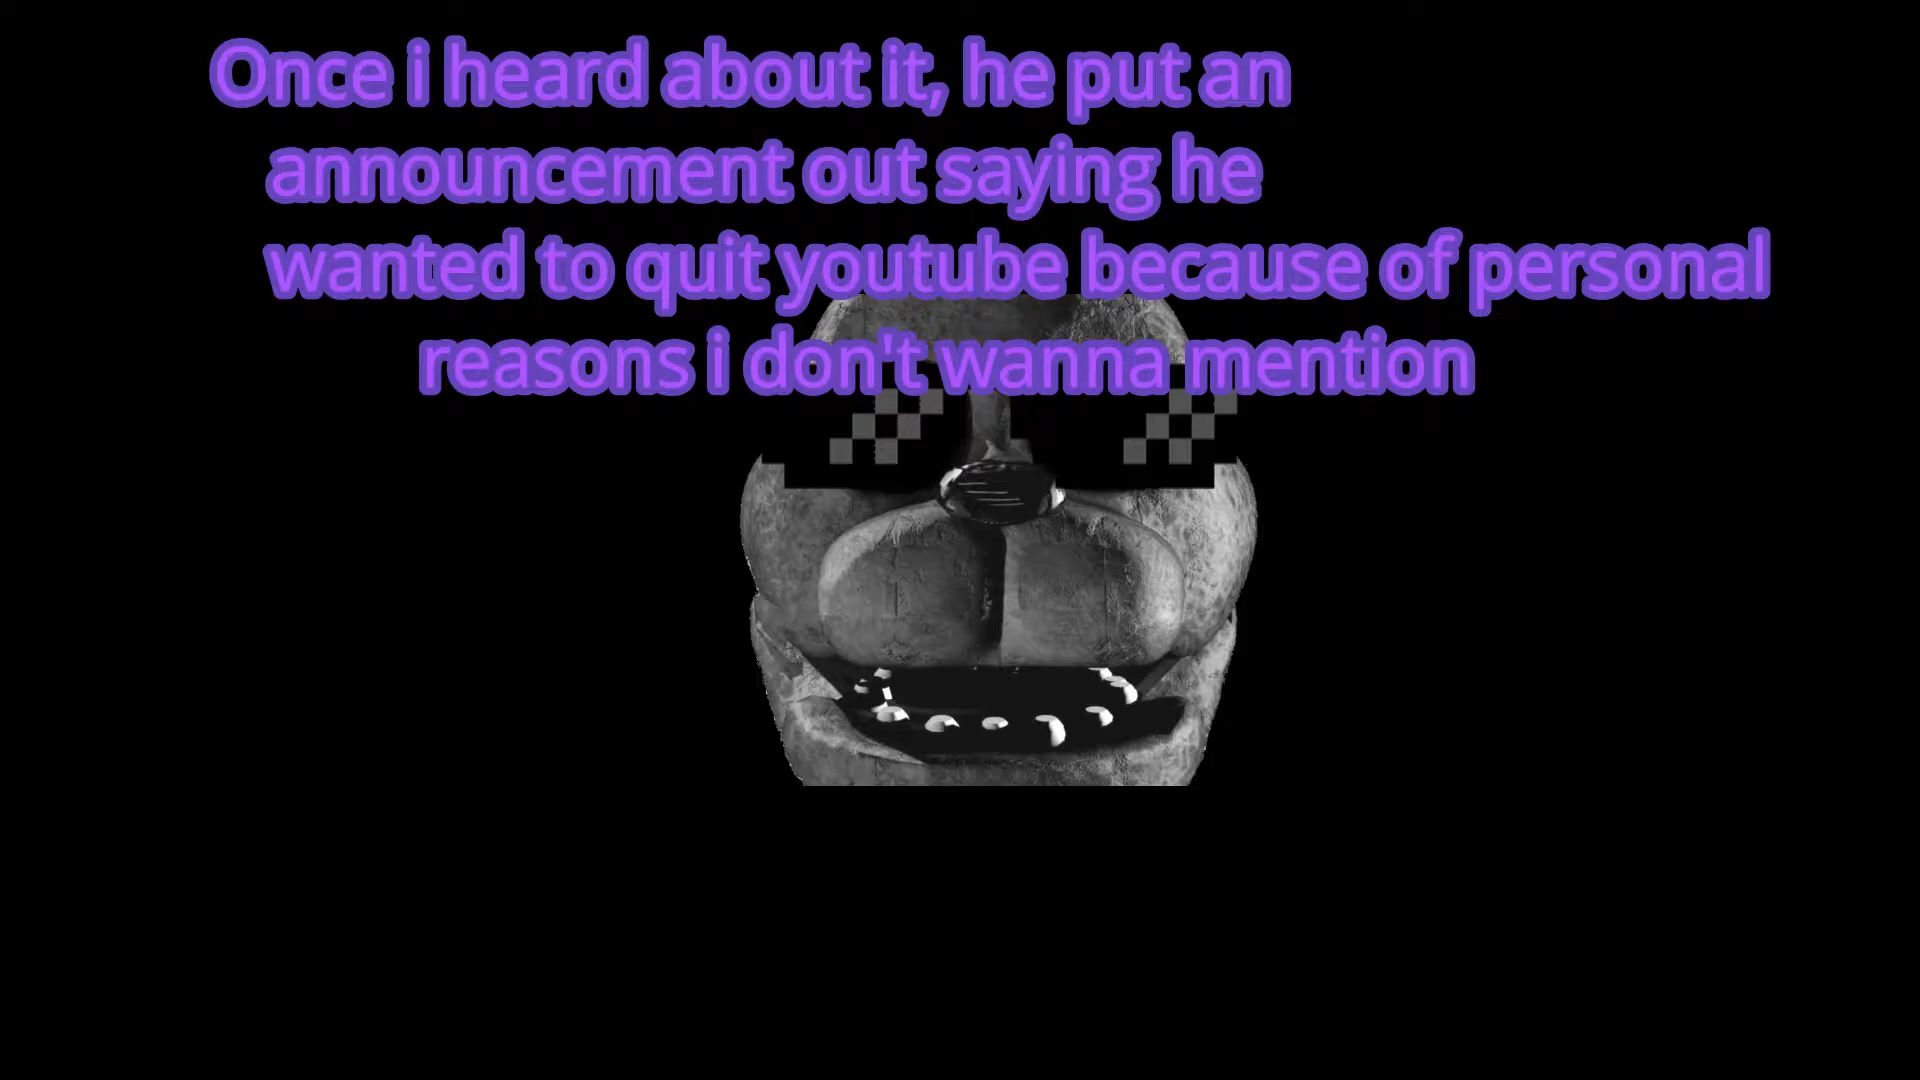 Once i heard about it, he put an
announcement out saying he
wanted to quit youtube because of personal
reasons i don't wanna mention